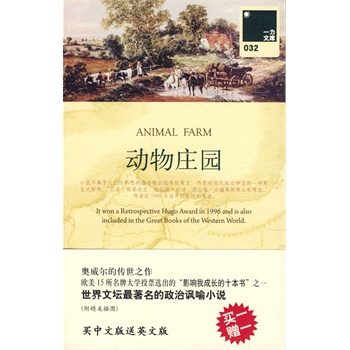 一力
文库
032
ANIMAL FARM
动物庄园
It won a Retrospective Hugo Award in 1996 and is also
included in the Great Books of the Western World.
奥威尔的传世之作
欧美15所名牌大学投票选出的“影响我成长的十本书”之一
世界文坛最著名的政治讽喻小说
(附精美插图)
买中文版送英文版
买一
赠一